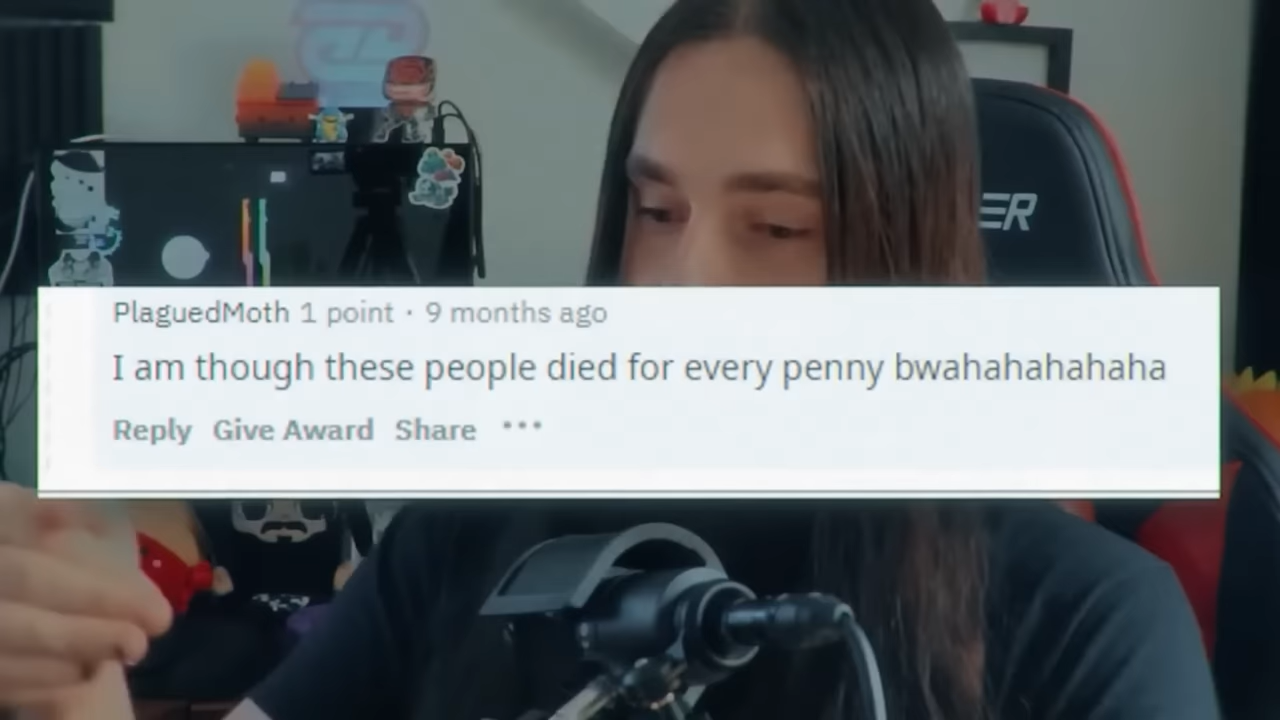 PlaguedMoth 1 point · 9 months ago
I am though these people died for every penny bwahahahahaha
Reply Give Award Share •••
ER